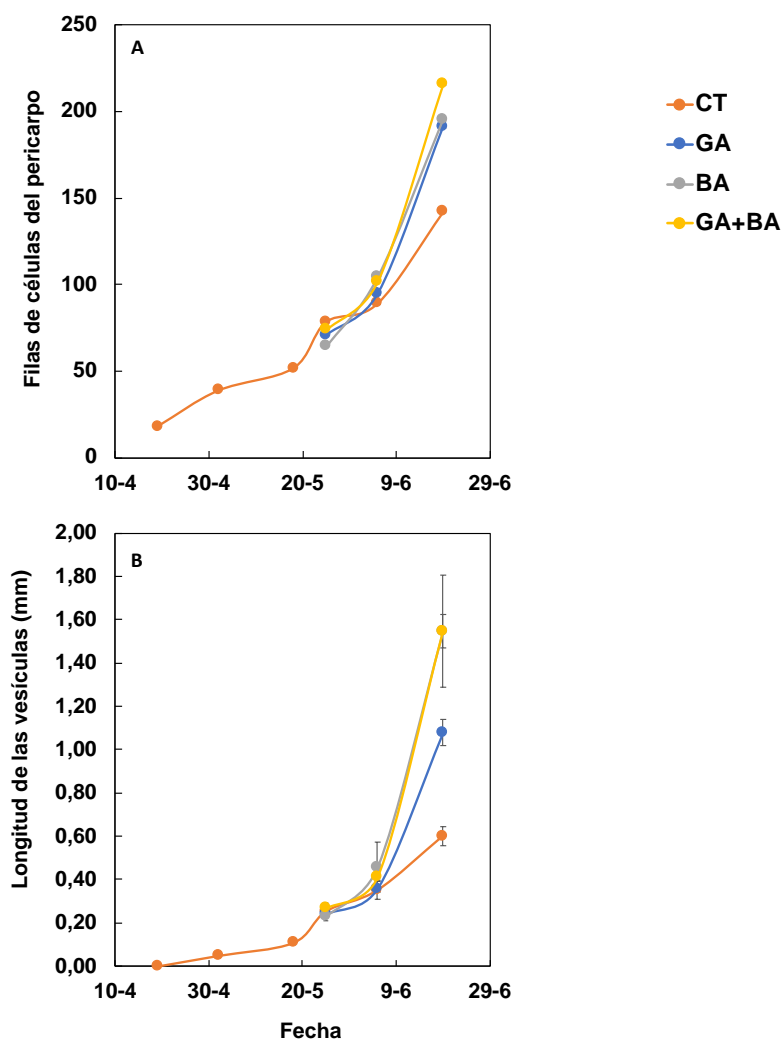 A
Filas de células del pericarpo
250
200
150
100
50
0
10-4 30-4 20-5 9-6 29-6
CT
GA
BA
GA+BA
B
Longitud de las vesículas (mm)
2,00
1,80
1,60
1,40
1,20
1,00
0,80
0,60
0,40
0,20
0,00
10-4 30-4 20-5 9-6 29-6
Fecha